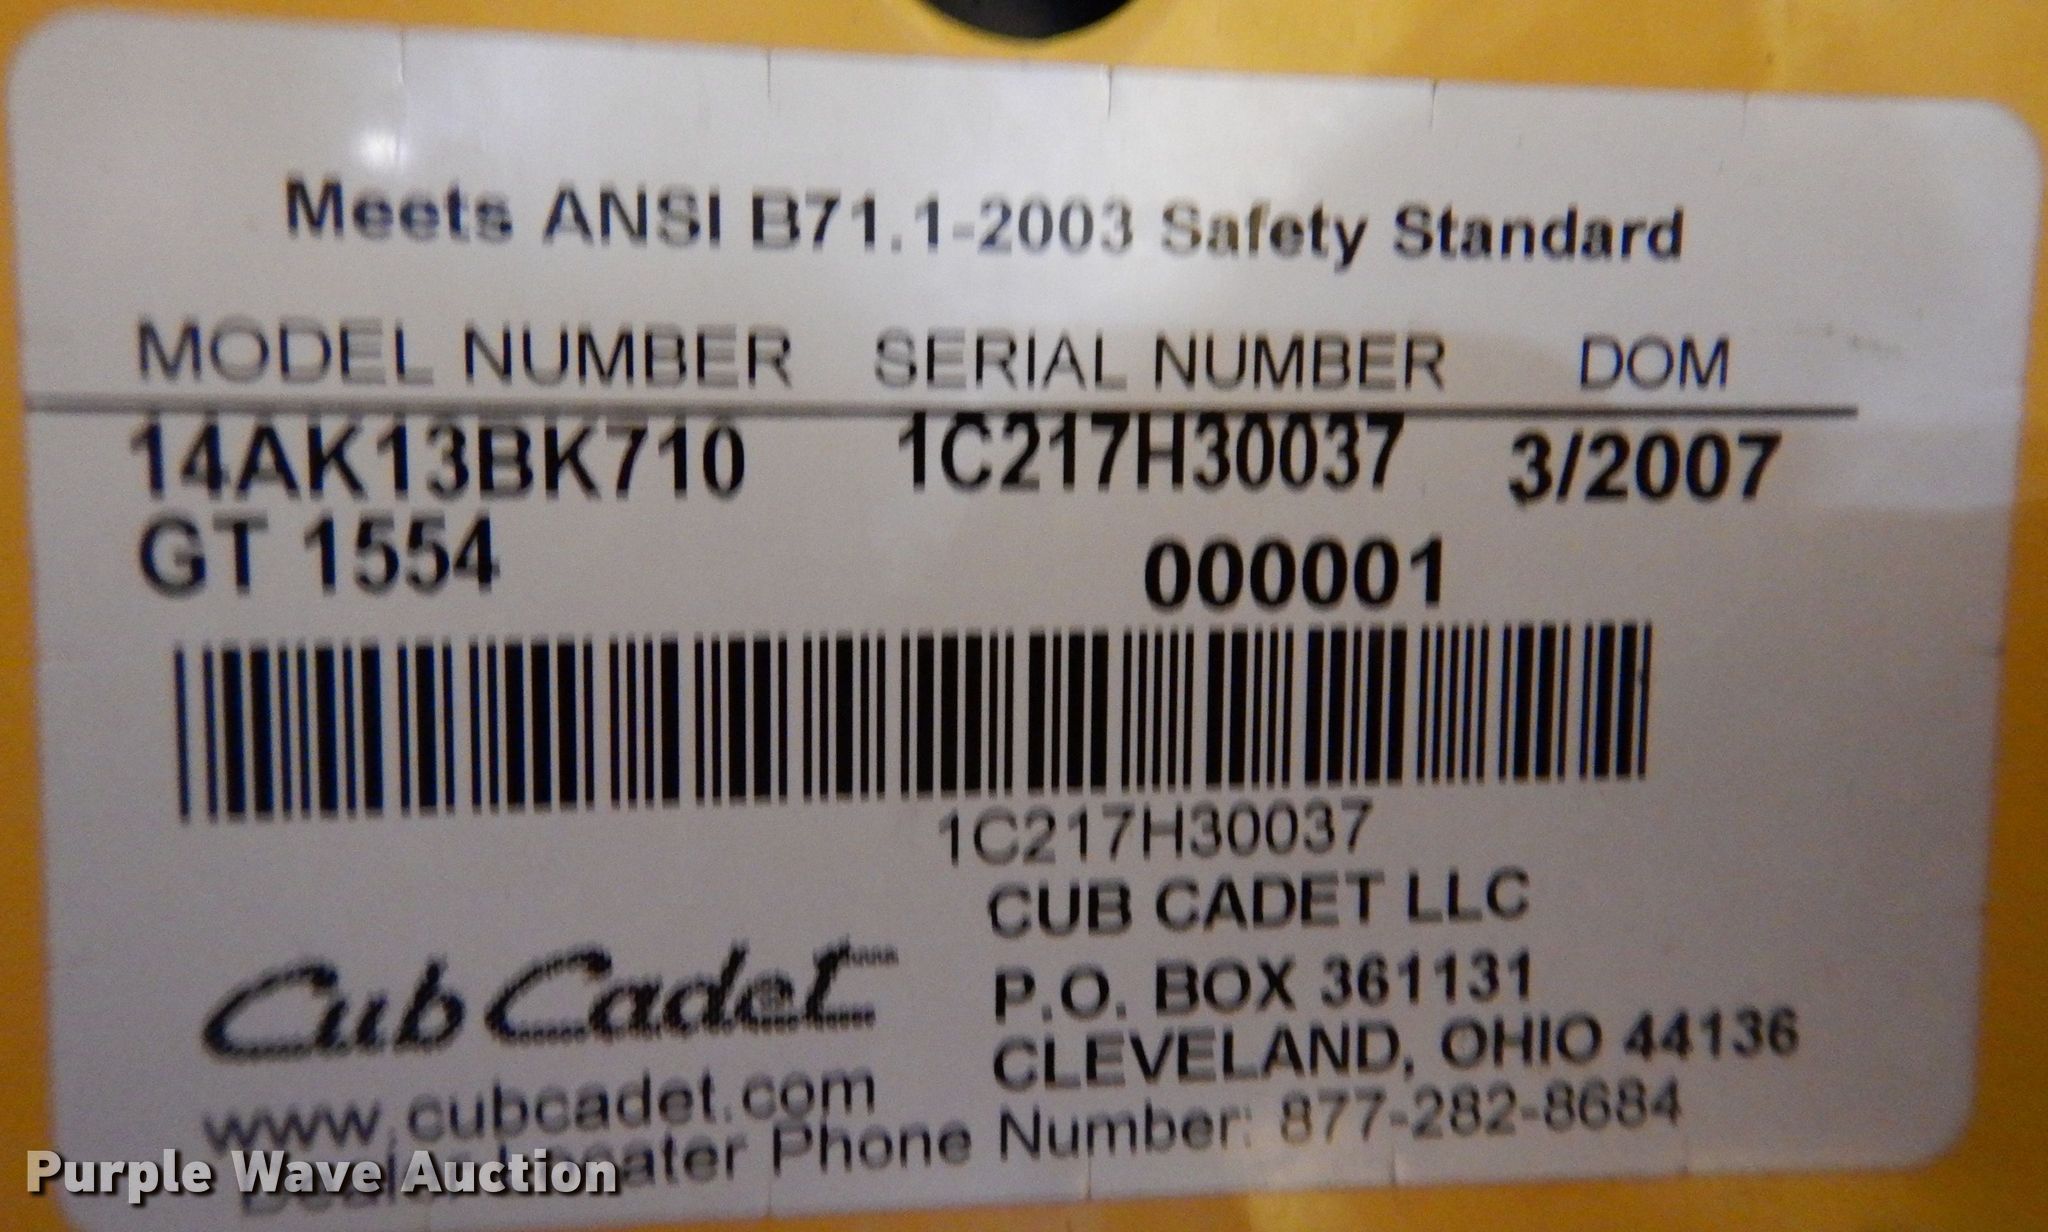 Meets ANSI B71.1-2003 Safety Standard
MODEL NUMBER SERIAL NUMBER DOM
14AK13BK710 1C217H30037 3/2007
GT 1554 000001
1C217H30037
CUB CADET LLC
P.O. BOX 361131
CLEVELAND, OHIO 44136
Cub Cadet
www.cubcadet.com
Dealer Locater Phone Number: 877-282-8684
Purple Wave Auction